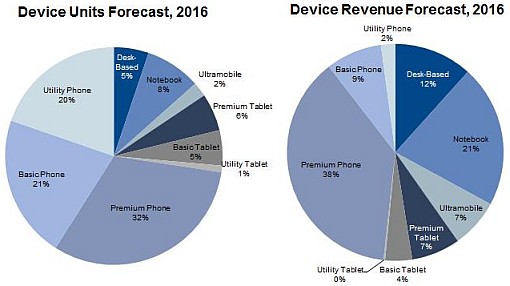 Device Units Forecast, 2016
Desk-
Based
5%
Notebook
8%
Ultramobile
2%
Premium Tablet
6%
Basic Tablet
5%
Utility Tablet
1%
Premium Phone
32%
Basic Phone
21%
Utility Phone
20%
Device Revenue Forecast, 2016
Utility Phone
2%
Desk-Based
12%
Notebook
21%
Ultramobile
7%
Premium
Tablet
7%
Basic Tablet
4%
Utility Tablet
0%
Premium Phone
38%
Basic Phone
9%